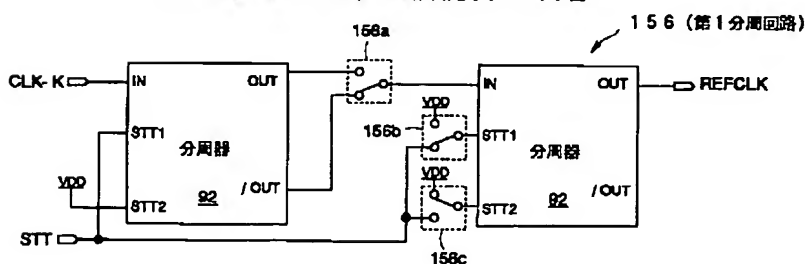 156 (第1分周回路)
156a
CLK-K
IN
OUT
分周器
STT1
/OUT
VDD
STT2
92
STT
VDD
156b
VDD
156c
IN
OUT
REFCLK
STT1
分周器
/OUT
STT2
92